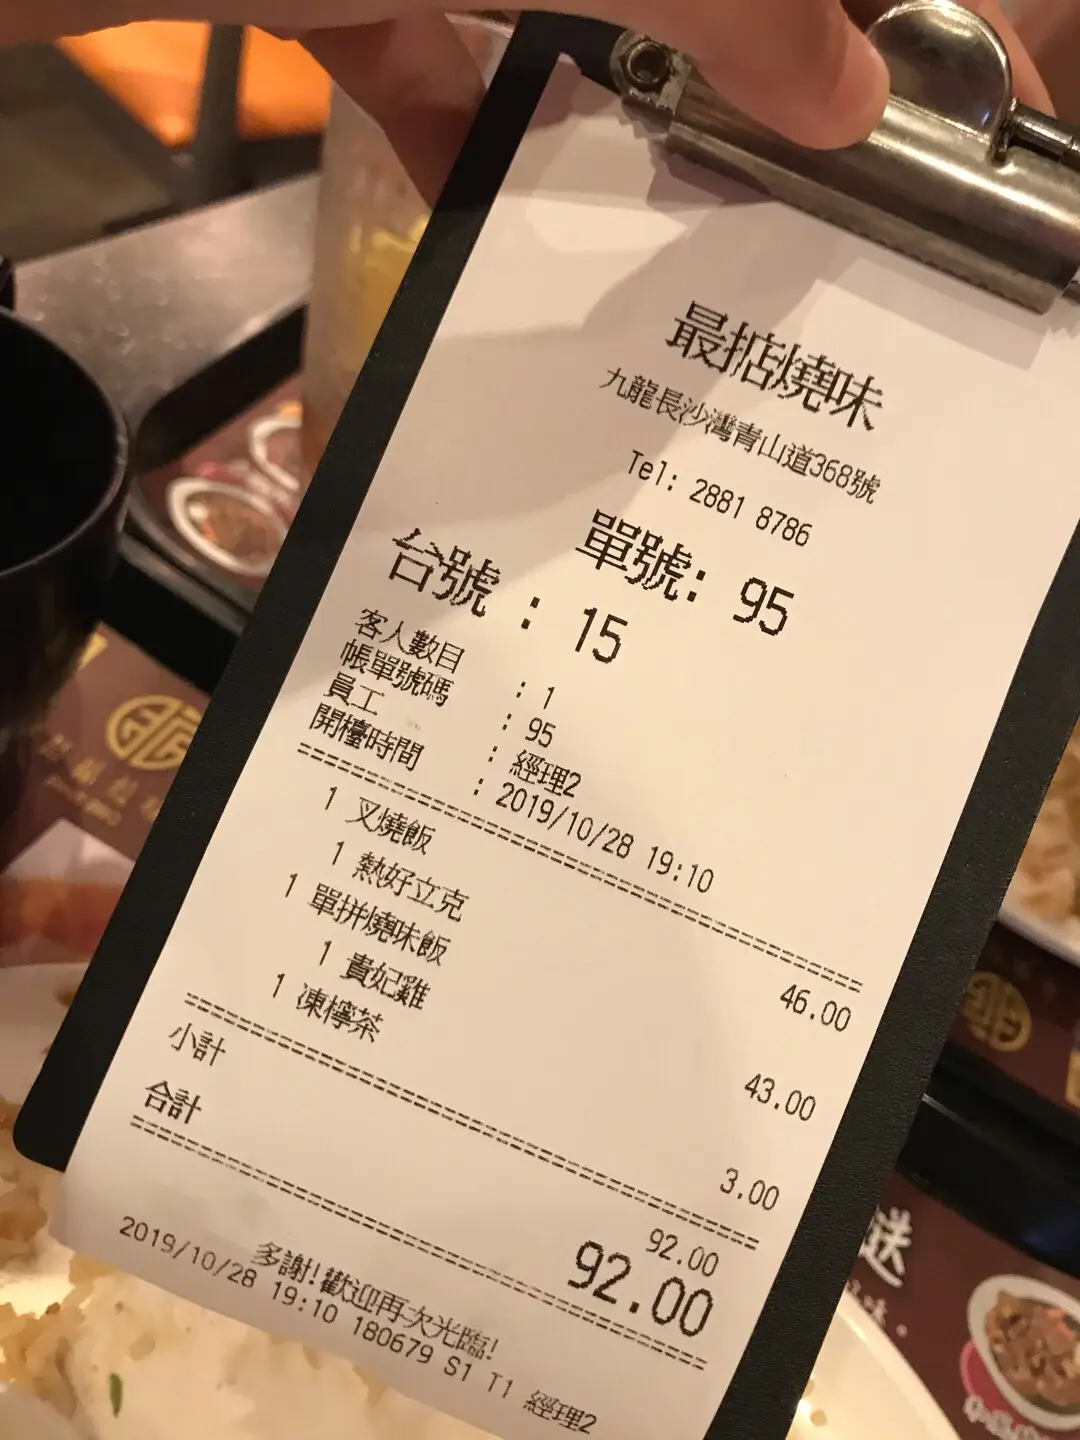 最掂燒味
九龍長沙灣青山道368號
Tel: 2881 8786
單號: 95
台號 : 15
客人數目 : 1
帳單號碼 : 95
員工 : 經理2
開檯時間 : 2019/10/28 19:10
1 叉燒飯 46.00
1 熱好立克
1 單拼燒味飯 43.00
1 貴妃雞
1 凍檸茶 3.00
小計 92.00
合計 92.00
多謝!歡迎再次光臨!
2019/10/28 19:10 180679 S1 T1 經理2
送